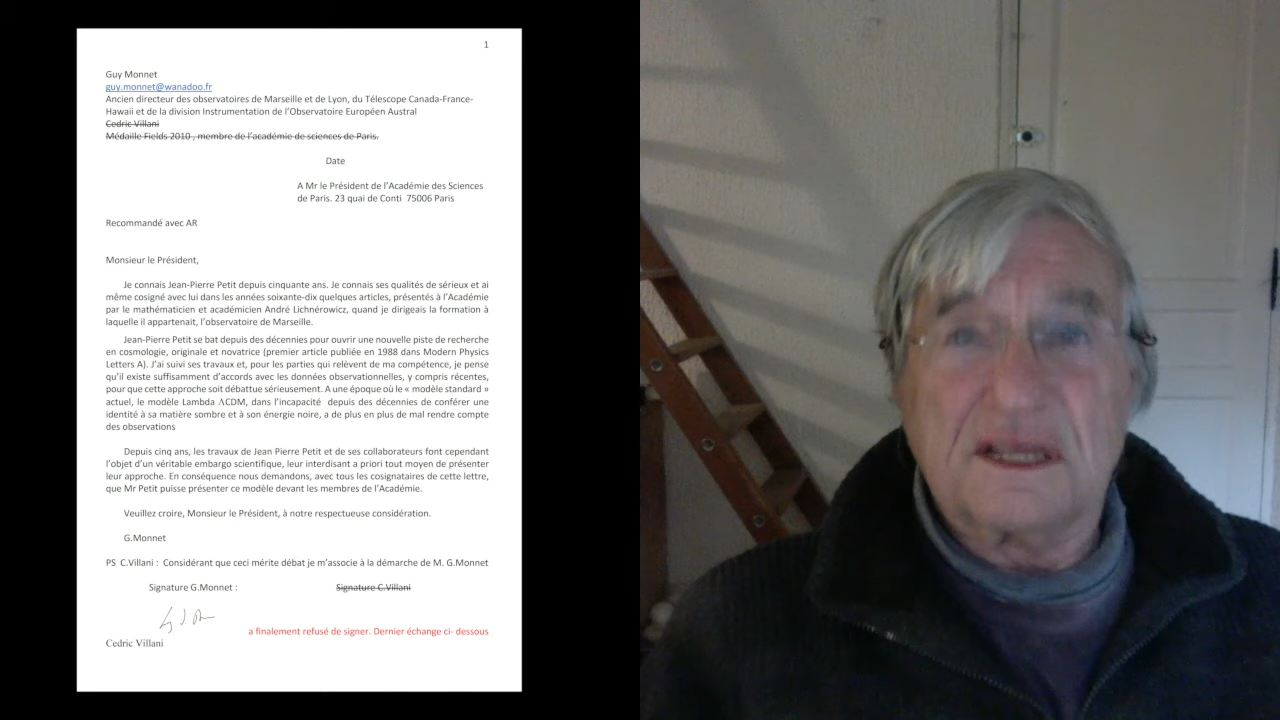 1
Guy Monnet
guy.monnet@wanadoo.fr
Ancien directeur des observatoires de Marseille et de Lyon, du Télescope Canada-France-
Hawaii et de la division Instrumentation de l’Observatoire Européen Austral
Cedric Villani
Médaille Fields 2010 , membre de l’académie de sciences de Paris.
Date
A Mr le Président de l’Académie des Sciences
de Paris. 23 quai de Conti 75006 Paris
Recommandé avec AR
Monsieur le Président,
Je connais Jean-Pierre Petit depuis cinquante ans. Je connais ses qualités de sérieux et ai
même cosigné avec lui dans les années soixante-dix quelques articles, présentés à l’Académie
par le mathématicien et académicien André Lichnérowicz, quand je dirigeais la formation à
laquelle il appartenait, l’observatoire de Marseille.
Jean-Pierre Petit se bat depuis des décennies pour ouvrir une nouvelle piste de recherche
en cosmologie, originale et novatrice (premier article publiée en 1988 dans Modern Physics
Letters A). J’ai suivi ses travaux et, pour les parties qui relèvent de ma compétence, je pense
qu’il existe suffisamment d’accords avec les données observationnelles, y compris récentes,
pour que cette approche soit débattue sérieusement. A une époque où le « modèle standard »
actuel, le modèle Lambda ΛCDM, dans l’incapacité depuis des décennies de conférer une
identité à sa matière sombre et à son énergie noire, a de plus en plus de mal rendre compte
des observations
Depuis cinq ans, les travaux de Jean Pierre Petit et de ses collaborateurs font cependant
l’objet d’un véritable embargo scientifique, leur interdisant a priori tout moyen de présenter
leur approche. En conséquence nous demandons, avec tous les cosignataires de cette lettre,
que Mr Petit puisse présenter ce modèle devant les membres de l’Académie.
Veuillez croire, Monsieur le Président, à notre respectueuse considération.
G.Monnet
PS C.Villani : Considérant que ceci mérite débat je m’associe à la démarche de M. G.Monnet
Signature G.Monnet : Signature C.Villani
a finalement refusé de signer. Dernier échange ci- dessous
Cedric Villani